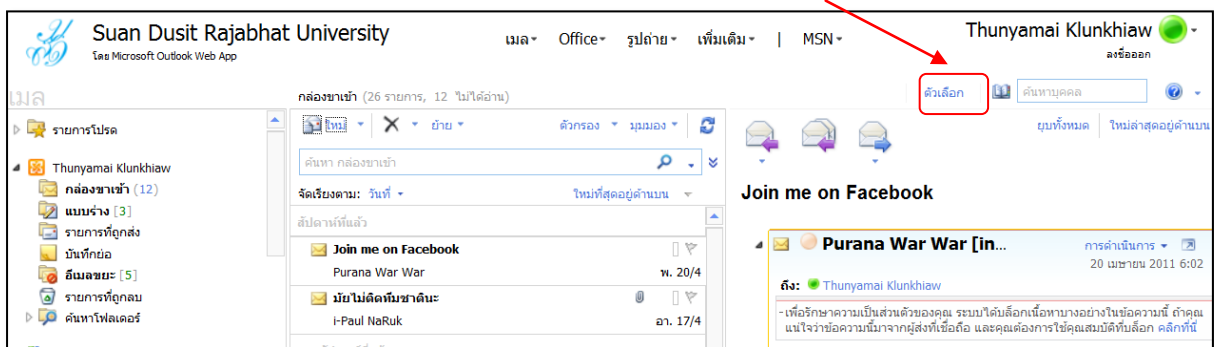 Suan Dusit Rajabhat University
โดย Microsoft Outlook Web App
เมล Office รูปถ่าย เพิ่มเติม | MSN
Thunyamai Klunkhiaw
ลงชื่อออก
เมล
กล่องขาเข้า (26 รายการ, 12 ไม่ได้อ่าน)
ตัวเลือก
ค้นหาบุคคล
รายการโปรด
Thunyamai Klunkhiaw
กล่องขาเข้า (12)
แบบร่าง [3]
รายการที่ถูกส่ง
บันทึกย่อ
อีเมลขยะ [5]
รายการที่ถูกลบ
ค้นหาโฟลเดอร์
ใหม่ ย้าย ตัวกรอง มุมมอง
ค้นหา กล่องขาเข้า
จัดเรียงตาม: วันที่ ใหม่ที่สุดอยู่ด้านบน
สัปดาห์ที่แล้ว
Join me on Facebook
Purana War War พ. 20/4
มัยไม่ติดทีมชาตินะ
i-Paul NaRuk อา. 17/4
ยุบทั้งหมด ใหม่ล่าสุดอยู่ด้านบน
Join me on Facebook
Purana War War [in...
การดำเนินการ
20 เมษายน 2011 6:02
ถึง: Thunyamai Klunkhiaw
-เพื่อรักษาความเป็นส่วนตัวของคุณ ระบบได้บล็อกเนื้อหาบางอย่างในข้อความนี้ ถ้าคุณ
แน่ใจว่าข้อความนี้มาจากผู้ส่งที่เชื่อถือ และคุณต้องการใช้คุณสมบัติที่บล็อก คลิกที่นี่